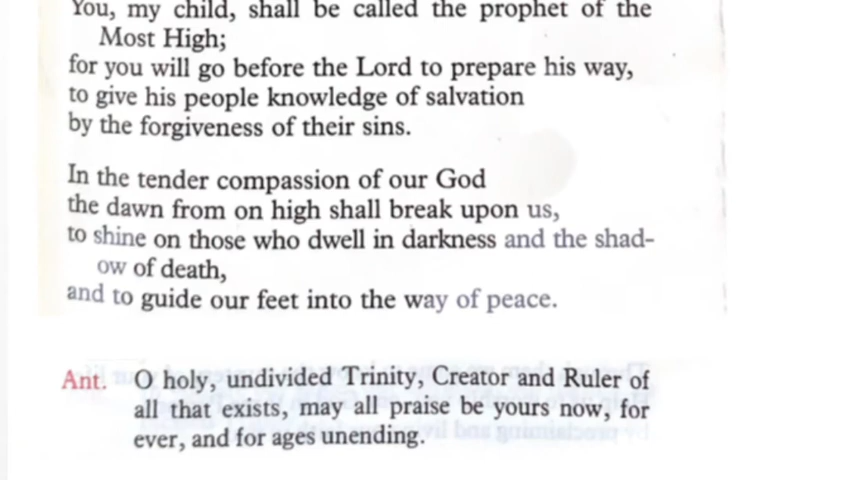 You, my child, shall be called the prophet of the
Most High;
for you will go before the Lord to prepare his way,
to give his people knowledge of salvation
by the forgiveness of their sins.
In the tender compassion of our God
the dawn from on high shall break upon us,
to shine on those who dwell in darkness and the shad-
ow of death,
and to guide our feet into the way of peace.
Ant. O holy, undivided Trinity, Creator and Ruler of
all that exists, may all praise be yours now, for
ever, and for ages unending.